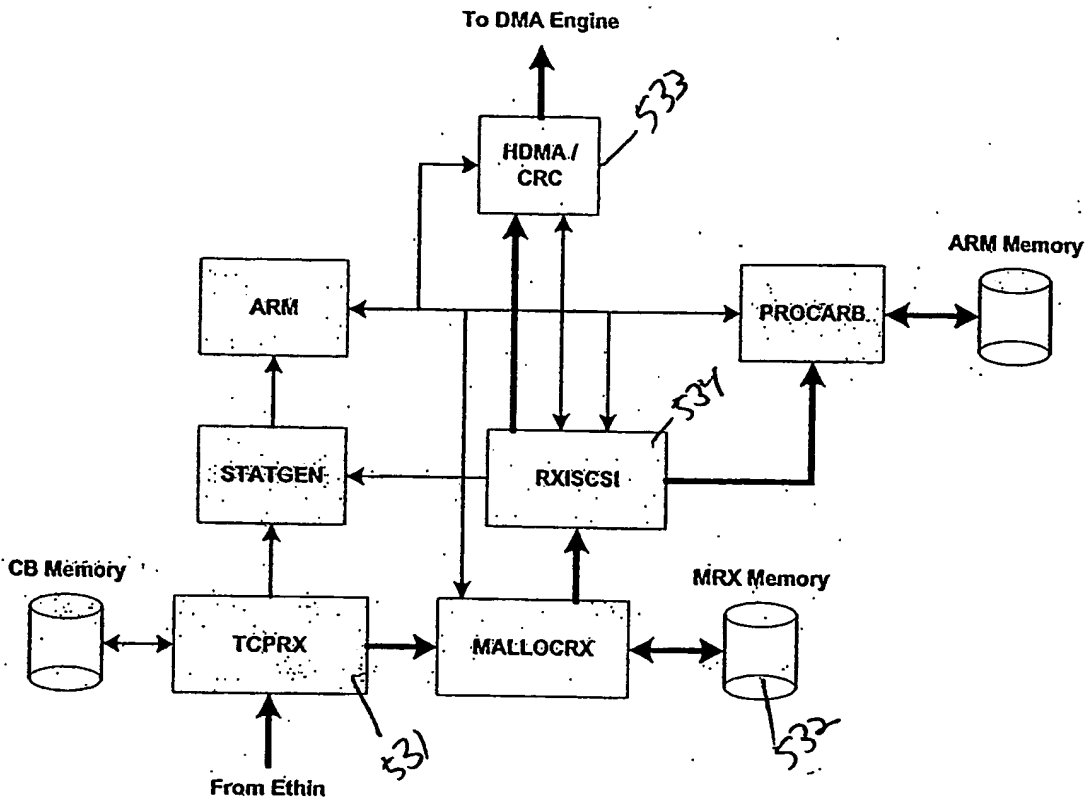 To DMA Engine
533
HDMA /
CRC
ARM Memory
ARM
PROCARB
534
STATGEN
RXISCSI
CB Memory
MRX Memory
TCPRX
MALLOCRX
531
532
From Ethin